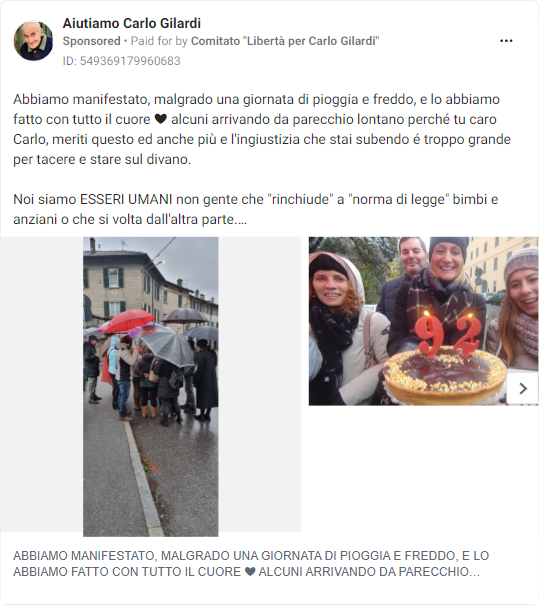 Aiutiamo Carlo Gilardi
Sponsored • Paid for by Comitato "Libertà per Carlo Gilardi"
ID: 549369179960683
Abbiamo manifestato, malgrado una giornata di pioggia e freddo, e lo abbiamo
fatto con tutto il cuore 🖤 alcuni arrivando da parecchio lontano perché tu caro
Carlo, meriti questo ed anche più e l'ingiustizia che stai subendo é troppo grande
per tacere e stare sul divano.
Noi siamo ESSERI UMANI non gente che "rinchiude" a "norma di legge" bimbi e
anziani o che si volta dall'altra parte.…
92
ABBIAMO MANIFESTATO, MALGRADO UNA GIORNATA DI PIOGGIA E FREDDO, E LO
ABBIAMO FATTO CON TUTTO IL CUORE 🖤 ALCUNI ARRIVANDO DA PARECCHIO…